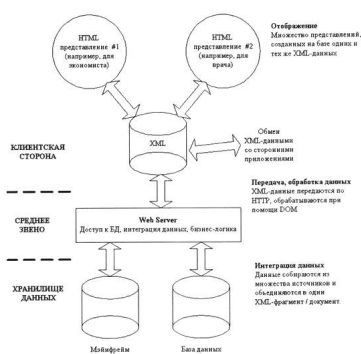 HTML
представление #1
(например, для
экономиста)
HTML
представление #2
(например, для
врача)
Отображение
Множество представлений,
созданных на базе одних и
тех же XML-данных
КЛИЕНТСКАЯ
СТОРОНА
XML
Обмен
XML-данными
со сторонними
приложениями
Передача, обработка данных
XML-данные передаются по
HTTP, обрабатываются при
помощи DOM
СРЕДНЕЕ
ЗВЕНО
Web Server
Доступ к БД, интеграция данных, бизнес-логика
Интеграция данных
Данные собираются из
множества источников и
объединяются в один
XML-фрагмент / документ
ХРАНИЛИЩЕ
ДАННЫХ
Мэйнфрейм
База данных